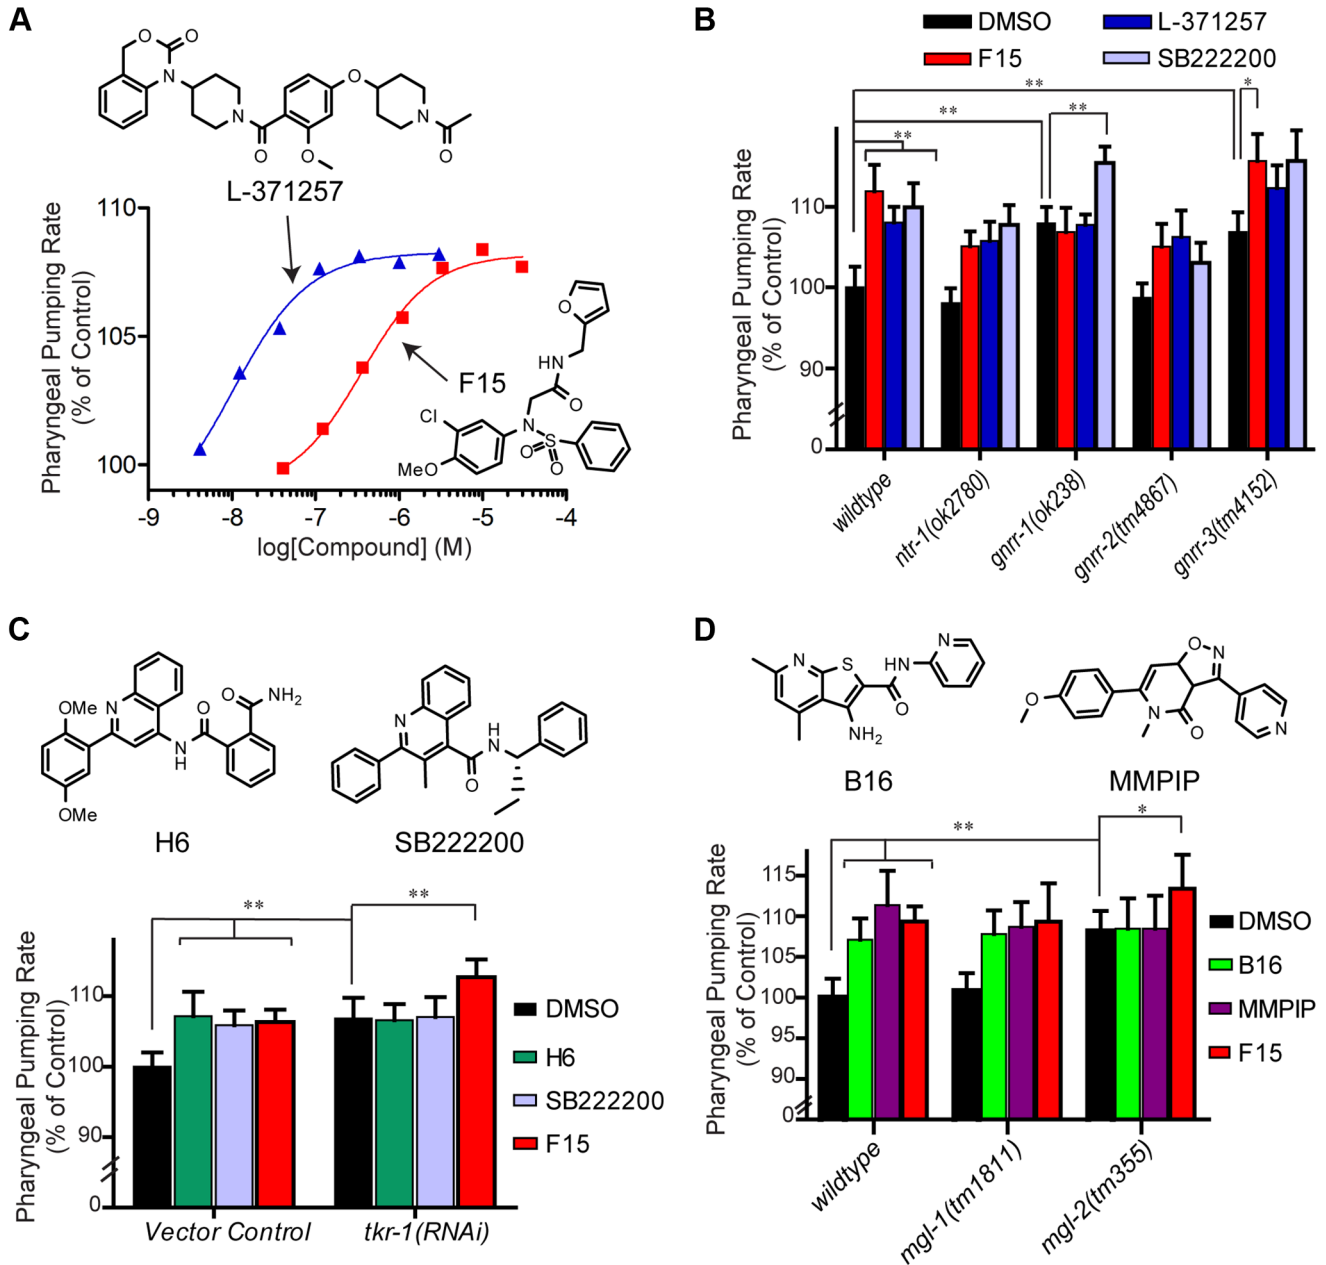 A
O
O
N
N
O
O
O
N
O
L-371257
Pharyngeal Pumping Rate
(% of Control)
110
105
100
F15
O
HN
O
Cl
N
S
O
O
MeO
-9 -8 -7 -6 -5 -4
log[Compound] (M)
B
DMSO
L-371257
F15
SB222200
**
*
**
**
**
Pharyngeal Pumping Rate
(% of Control)
110
100
90
0
wildtype
ntr-1(ok2780)
gnrr-1(ok238)
gnrr-2(tm4867)
gnrr-3(tm4152)
C
OMe
N
O
O
NH2
N
H
OMe
H6
N
H
N
O
SB222200
**
**
Pharyngeal Pumping Rate
(% of Control)
110
100
90
0
DMSO
H6
SB222200
F15
Vector Control
tkr-1(RNAi)
D
N
S
HN
N
O
NH2
B16
O
N
O
N
O
N
MMPIP
**
*
Pharyngeal Pumping Rate
(% of Control)
115
110
105
100
95
90
0
DMSO
B16
MMPIP
F15
wildtype
mgl-1(tm1811)
mgl-2(tm355)